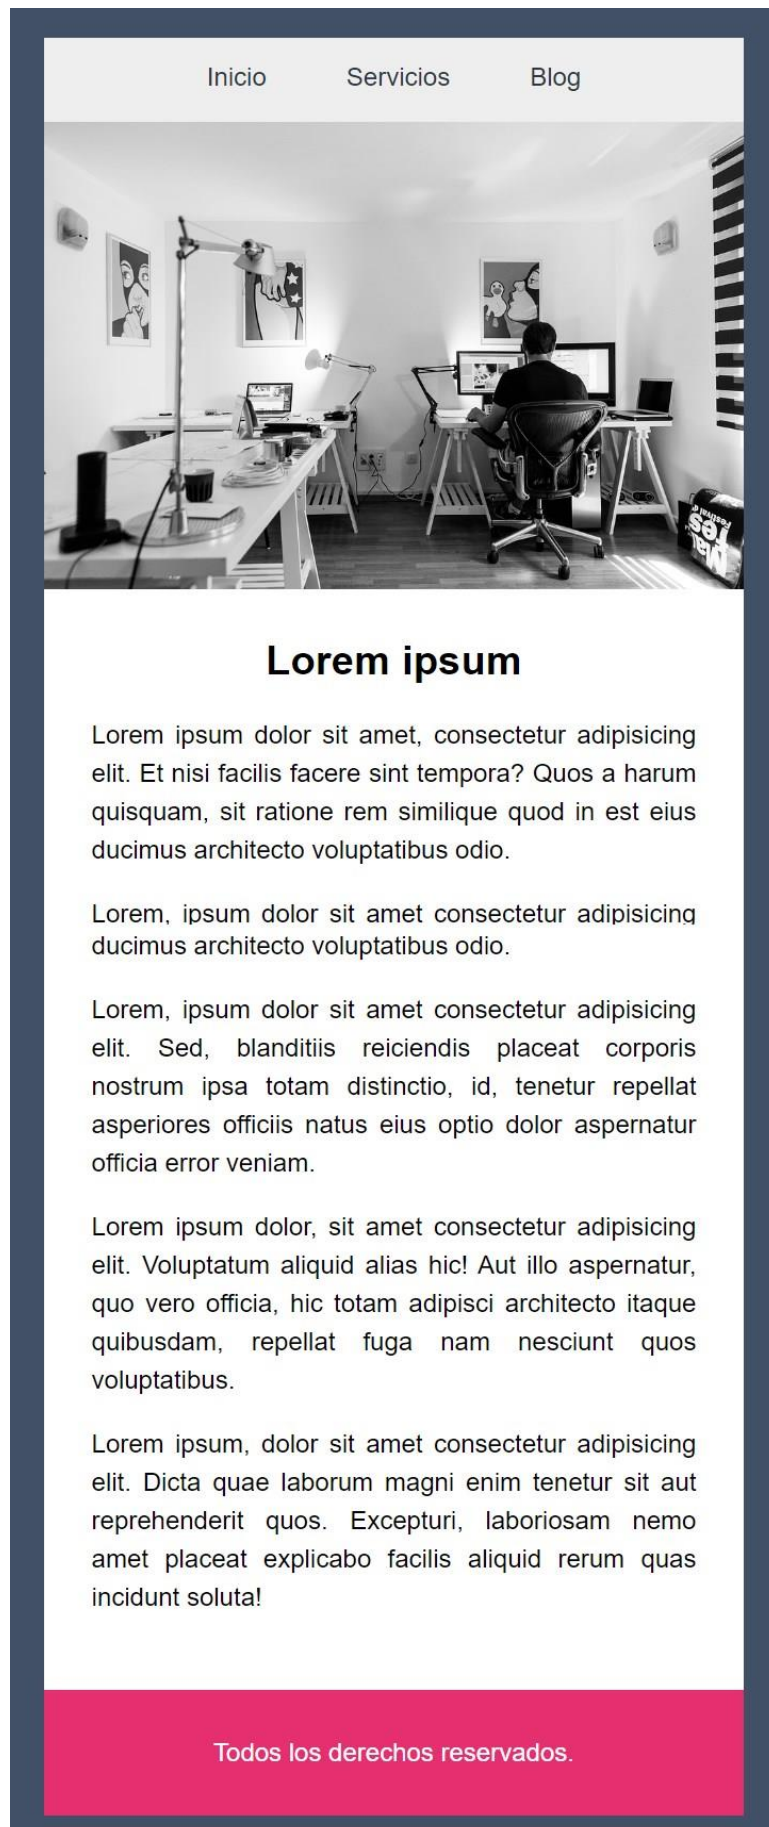 Inicio Servicios Blog
Lorem ipsum
Lorem ipsum dolor sit amet, consectetur adipisicing
elit. Et nisi facilis facere sint tempora? Quos a harum
quisquam, sit ratione rem similique quod in est eius
ducimus architecto voluptatibus odio.
Lorem, ipsum dolor sit amet consectetur adipisicing
ducimus architecto voluptatibus odio.
Lorem, ipsum dolor sit amet consectetur adipisicing
elit. Sed, blanditiis reiciendis placeat corporis
nostrum ipsa totam distinctio, id, tenetur repellat
asperiores officiis natus eius optio dolor aspernatur
officia error veniam.
Lorem ipsum dolor, sit amet consectetur adipisicing
elit. Voluptatum aliquid alias hic! Aut illo aspernatur,
quo vero officia, hic totam adipisci architecto itaque
quibusdam, repellat fuga nam nesciunt quos
voluptatibus.
Lorem ipsum, dolor sit amet consectetur adipisicing
elit. Dicta quae laborum magni enim tenetur sit aut
reprehenderit quos. Excepturi, laboriosam nemo
amet placeat explicabo facilis aliquid rerum quas
incidunt soluta!
Todos los derechos reservados.